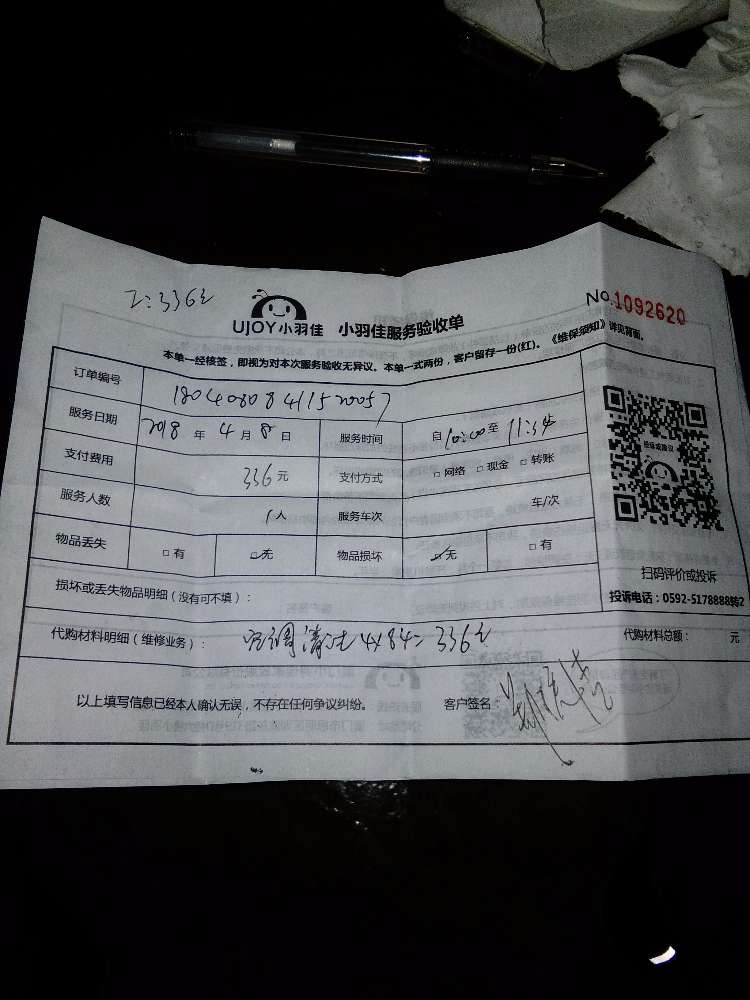 工:336元
UJOY小羽佳 小羽佳服务验收单
No.1092620
本单一经核签，即视为对本次服务验收无异议。本单一式两份，客户留存一份(红)。《维保须知》详见背面。
订单编号
服务日期 2018 年 4 月 8 日 服务时间 自 10:00 至 11:34
支付费用 336 元 支付方式 □网络 □现金 □转账
服务人数 1 人 服务车次 车/次
物品丢失 □有 ☑无 物品损坏 ☑无 □有
扫码评价或投诉
投诉电话：0592-5178888转2
损坏或丢失物品明细（没有可不填）：
代购材料明细（维修业务）： 空调清洗 4x84=336元 代购材料总额： 元
以上填写信息已经本人确认无误，不存在任何争议纠纷。 客户签名：